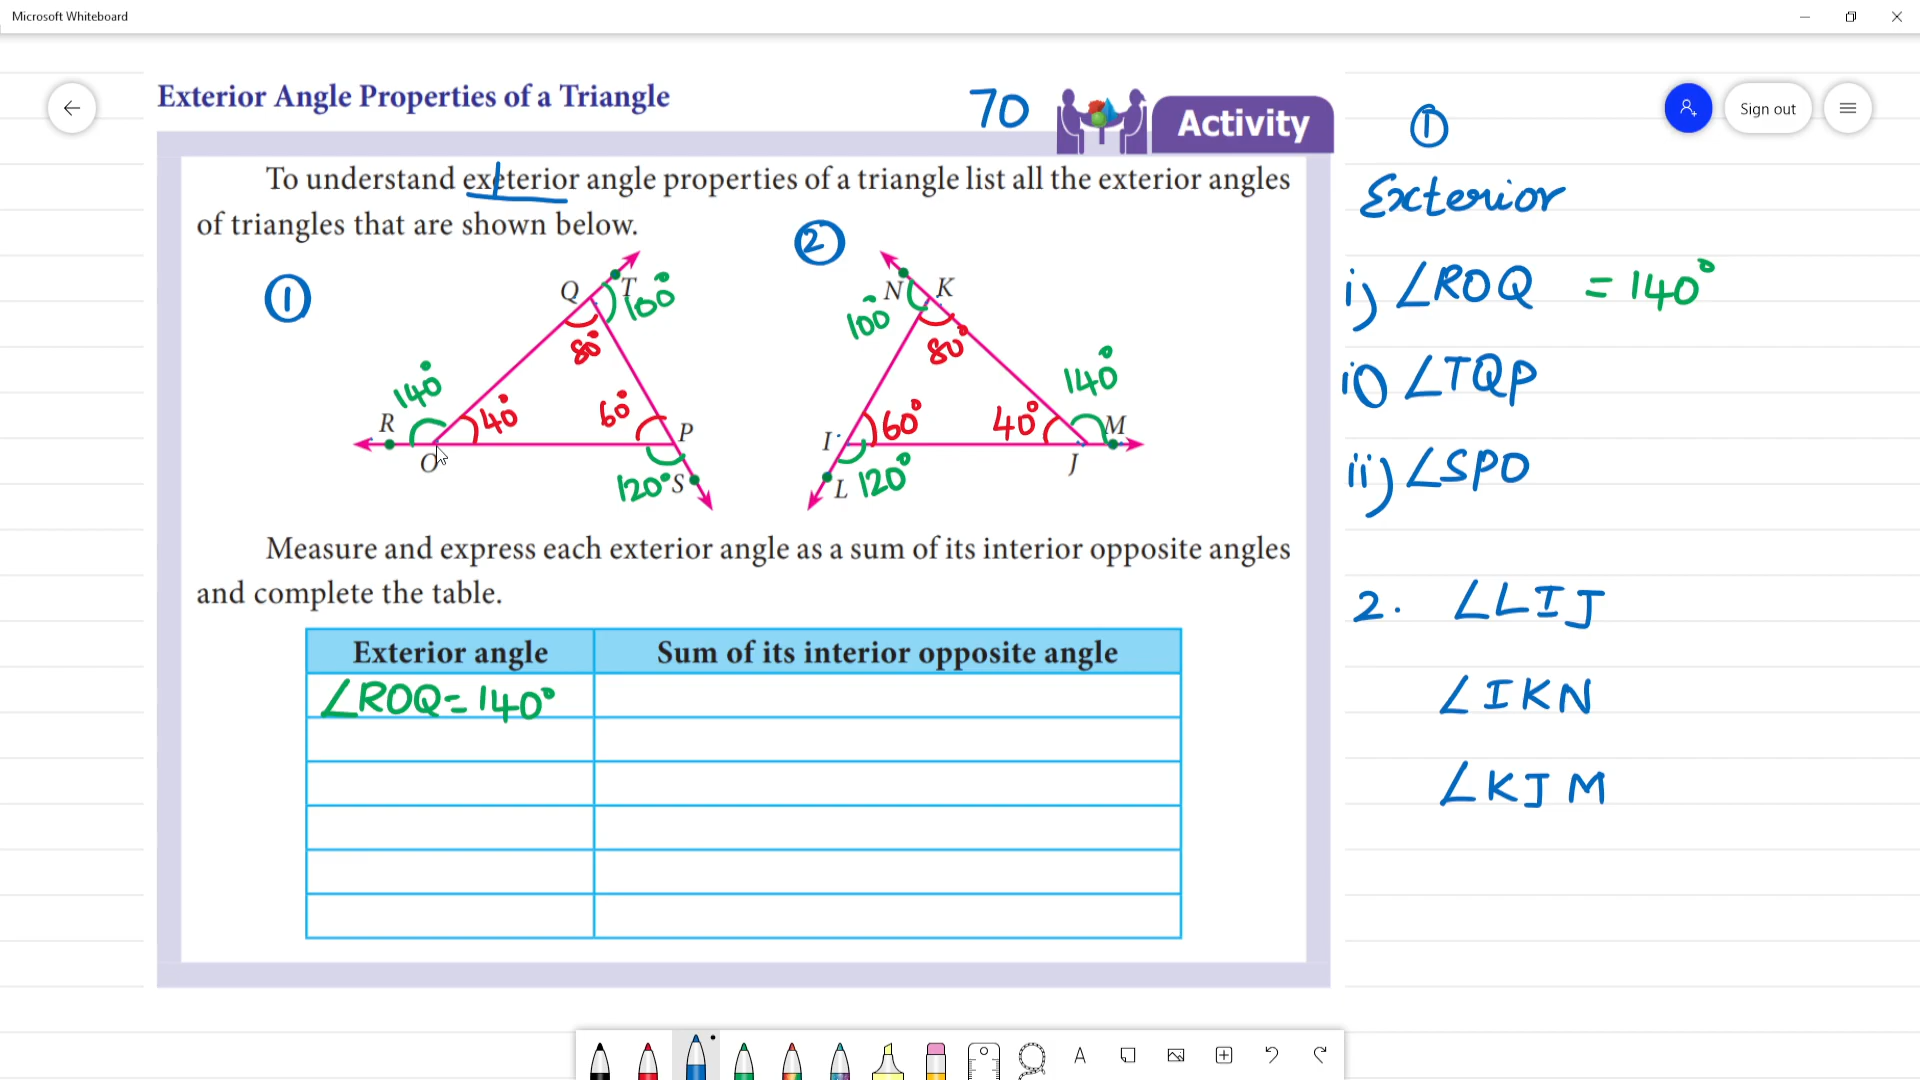 Microsoft Whiteboard
Exterior Angle Properties of a Triangle
70
Activity
Sign out
To understand exeterior angle properties of a triangle list all the exterior angles
of triangles that are shown below.
①
Q
T
100°
80°
140°
R
40°
60°
P
O
120°
S
②
N
K
100°
80°
140°
I
60°
40°
M
J
L
120°
Measure and express each exterior angle as a sum of its interior opposite angles
and complete the table.
Exterior angle
Sum of its interior opposite angle
∠ROQ = 140°
①
Exterior
i) ∠ROQ = 140°
ii) ∠TQP
iii) ∠SPO
2. ∠LIJ
∠IKN
∠KJM